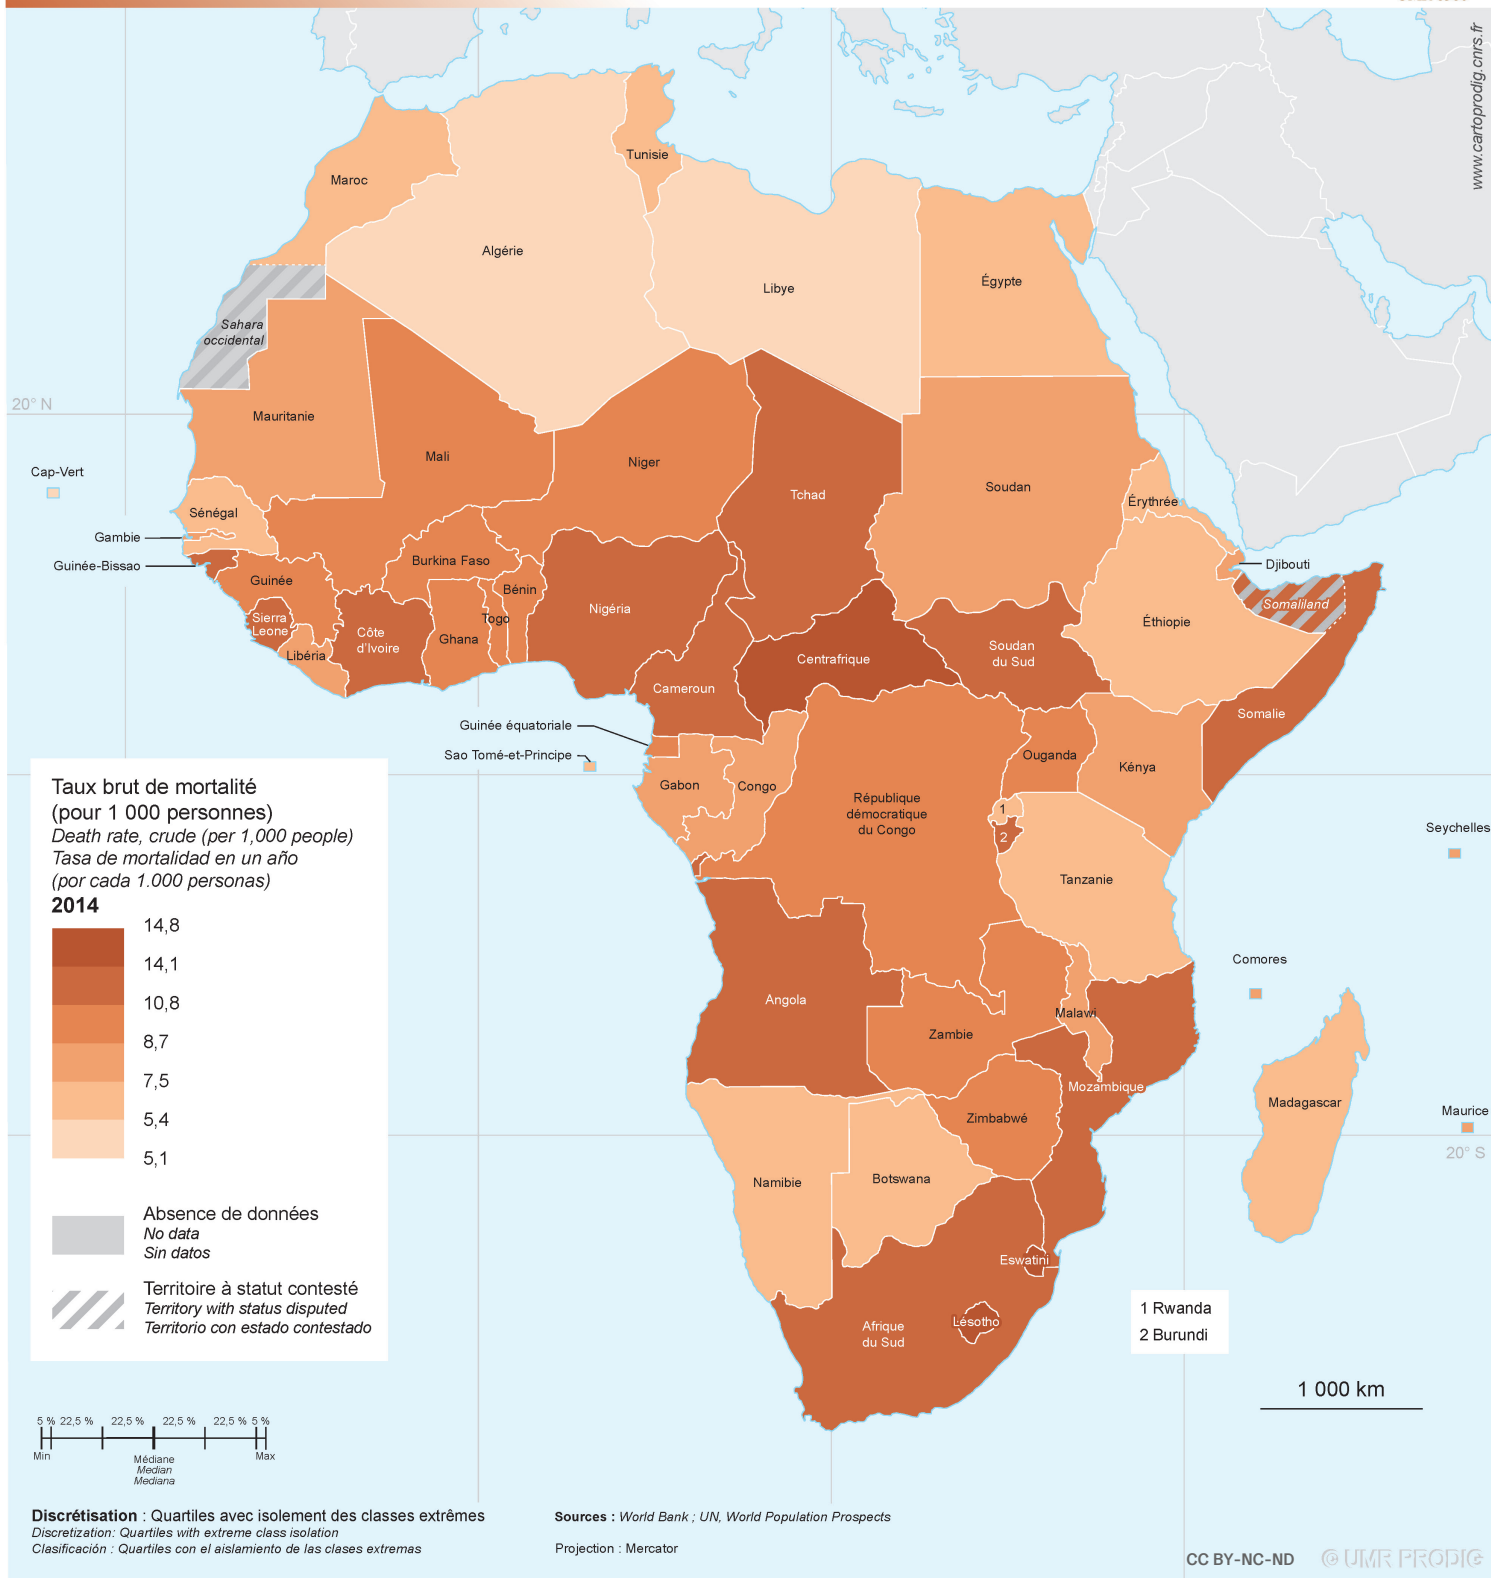 www.cartoprodig.cnrs.fr
Tunisie
Maroc
Algérie
Libye
Égypte
Sahara
occidental
20° N
Mauritanie
Mali
Niger
Tchad
Soudan
Érythrée
Cap-Vert
Sénégal
Gambie
Guinée-Bissao
Guinée
Burkina Faso
Bénin
Togo
Ghana
Sierra
Leone
Libéria
Côte
d'Ivoire
Nigéria
Djibouti
Somaliland
Éthiopie
Centrafrique
Soudan
du Sud
Cameroun
Somalie
Guinée équatoriale
Sao Tomé-et-Principe
Gabon
Congo
République
démocratique
du Congo
Ouganda
Kénya
1
2
Tanzanie
Seychelles
Comores
Angola
Zambie
Malawi
Mozambique
Zimbabwé
Madagascar
Maurice
20° S
Namibie
Botswana
Eswatini
Lésotho
Afrique
du Sud
1 Rwanda
2 Burundi
1 000 km
Taux brut de mortalité
(pour 1 000 personnes)
Death rate, crude (per 1,000 people)
Tasa de mortalidad en un año
(por cada 1.000 personas)
2014
14,8
14,1
10,8
8,7
7,5
5,4
5,1
Absence de données
No data
Sin datos
Territoire à statut contesté
Territory with status disputed
Territorio con estado contestado
5 % 22,5 % 22,5 % 22,5 % 22,5 % 5 %
Min Max
Médiane
Median
Mediana
Discrétisation : Quartiles avec isolement des classes extrêmes
Discretization: Quartiles with extreme class isolation
Clasificación : Quartiles con el aislamiento de las clases extremas
Sources : World Bank ; UN, World Population Prospects
Projection : Mercator
CC BY-NC-ND
© UMR PRODIG